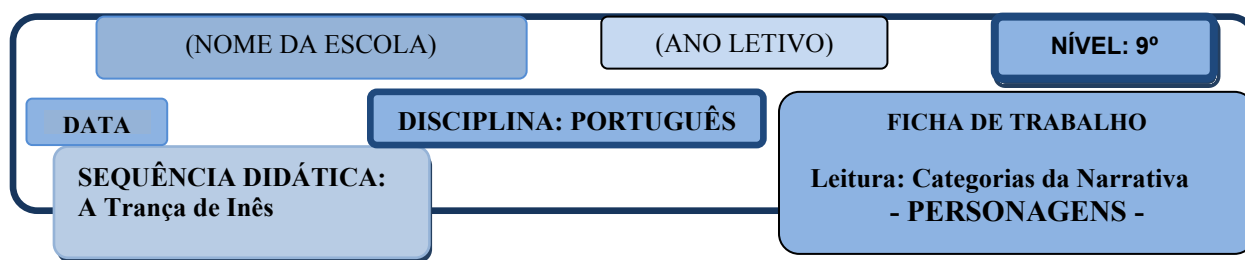 (NOME DA ESCOLA)
(ANO LETIVO)
NÍVEL: 9º
DATA
DISCIPLINA: PORTUGUÊS
FICHA DE TRABALHO
SEQUÊNCIA DIDÁTICA:
A Trança de Inês
Leitura: Categorias da Narrativa
- PERSONAGENS -